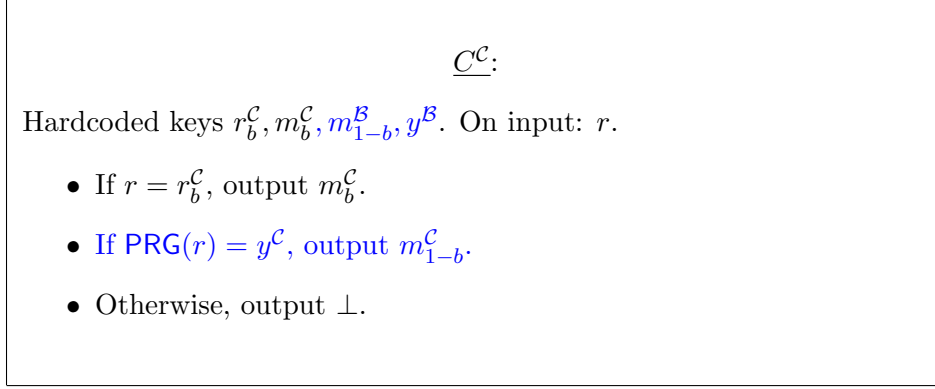 C^𝒞:
Hardcoded keys r_b^𝒞, m_b^𝒞, m_{1−b}^ℬ, y^ℬ. On input: r.
• If r = r_b^𝒞, output m_b^𝒞.
• If PRG(r) = y^𝒞, output m_{1−b}^𝒞.
• Otherwise, output ⊥.